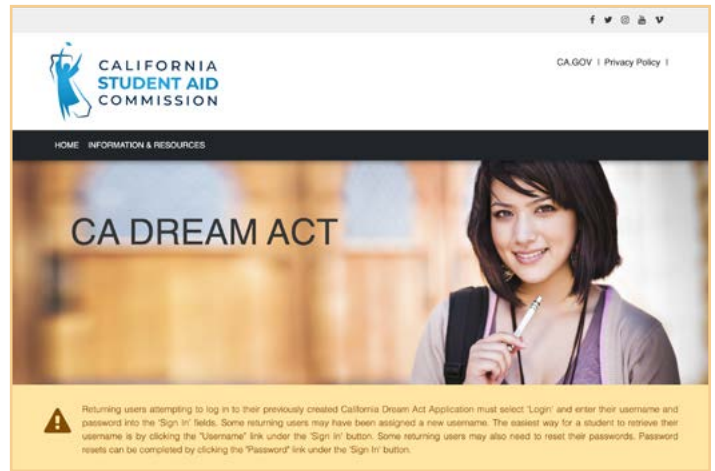 CA.GOV | Privacy Policy |
CALIFORNIA
STUDENT AID
COMMISSION
HOME INFORMATION & RESOURCES
CA DREAM ACT
Returning users attempting to log in to their previously created California Dream Act Application must select 'Login' and enter their username and
password into the 'Sign In' fields. Some returning users may have been assigned a new username. The easiest way for a student to retrieve their
username is by clicking the "Username" link under the 'Sign In' button. Some returning users may also need to reset their passwords. Password
resets can be completed by clicking the "Password" link under the 'Sign In' button.